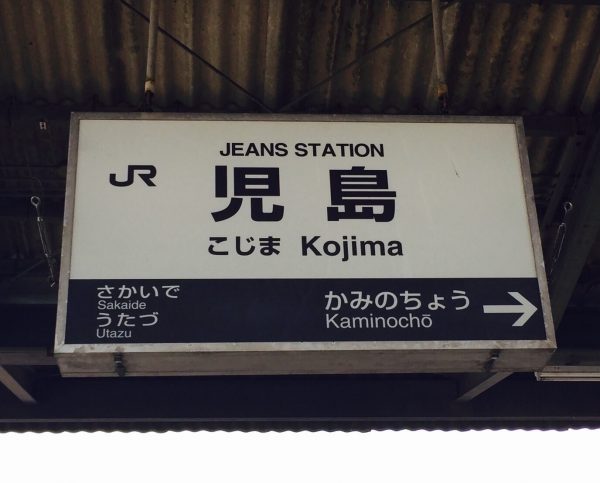 JEANS STATION
JR
児島
こじま Kojima
さかいで
Sakaide
うたづ
Utazu
かみのちょう
Kaminochō